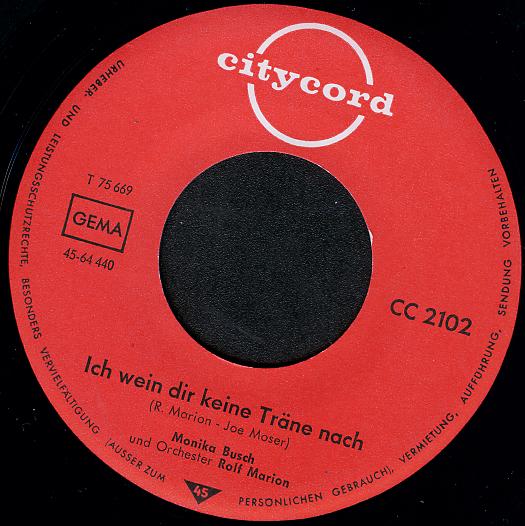 citycord
T 75 669
GEMA
45-64 440
CC 2102
Ich wein dir keine Träne nach
(R. Marion - Joe Moser)
Monika Busch
und Orchester Rolf Marion
45
URHEBER- UND LEISTUNGSSCHUTZRECHTE, BESONDERS VERVIELFÄLTIGUNG (AUSSER ZUM PERSÖNLICHEN GEBRAUCH), VERMIETUNG, AUFFÜHRUNG, SENDUNG VORBEHALTEN